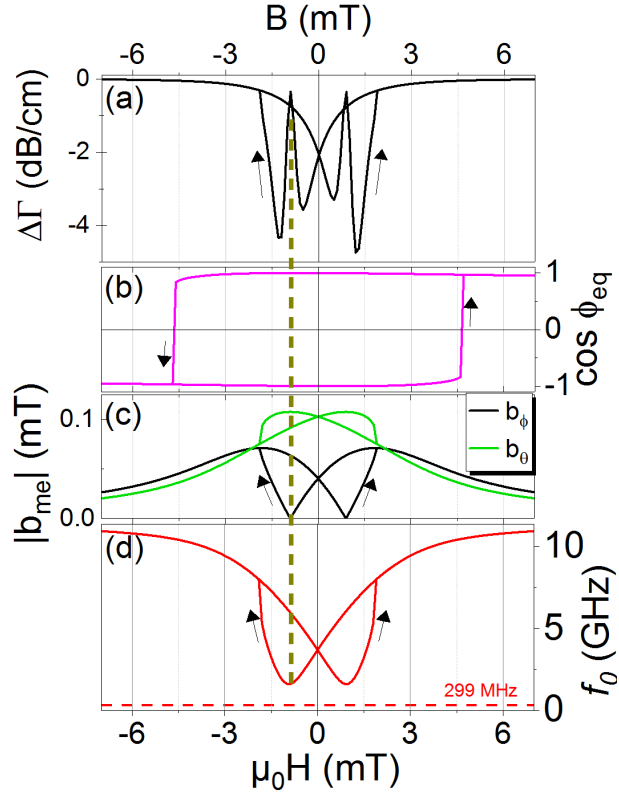 B (mT)
-6 -3 0 3 6
(a)
0
-2
-4
ΔΓ (dB/cm)
(b)
1
0
-1
cos ϕeq
(c)
0.1
0.0
|bme| (mT)
bϕ
bθ
(d)
10
5
0
f0 (GHz)
299 MHz
-6 -3 0 3 6
μ0H (mT)